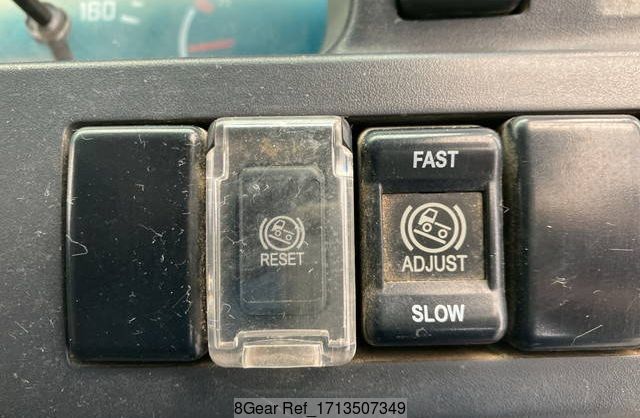 160
RESET
FAST
ADJUST
SLOW
8Gear Ref_1713507349